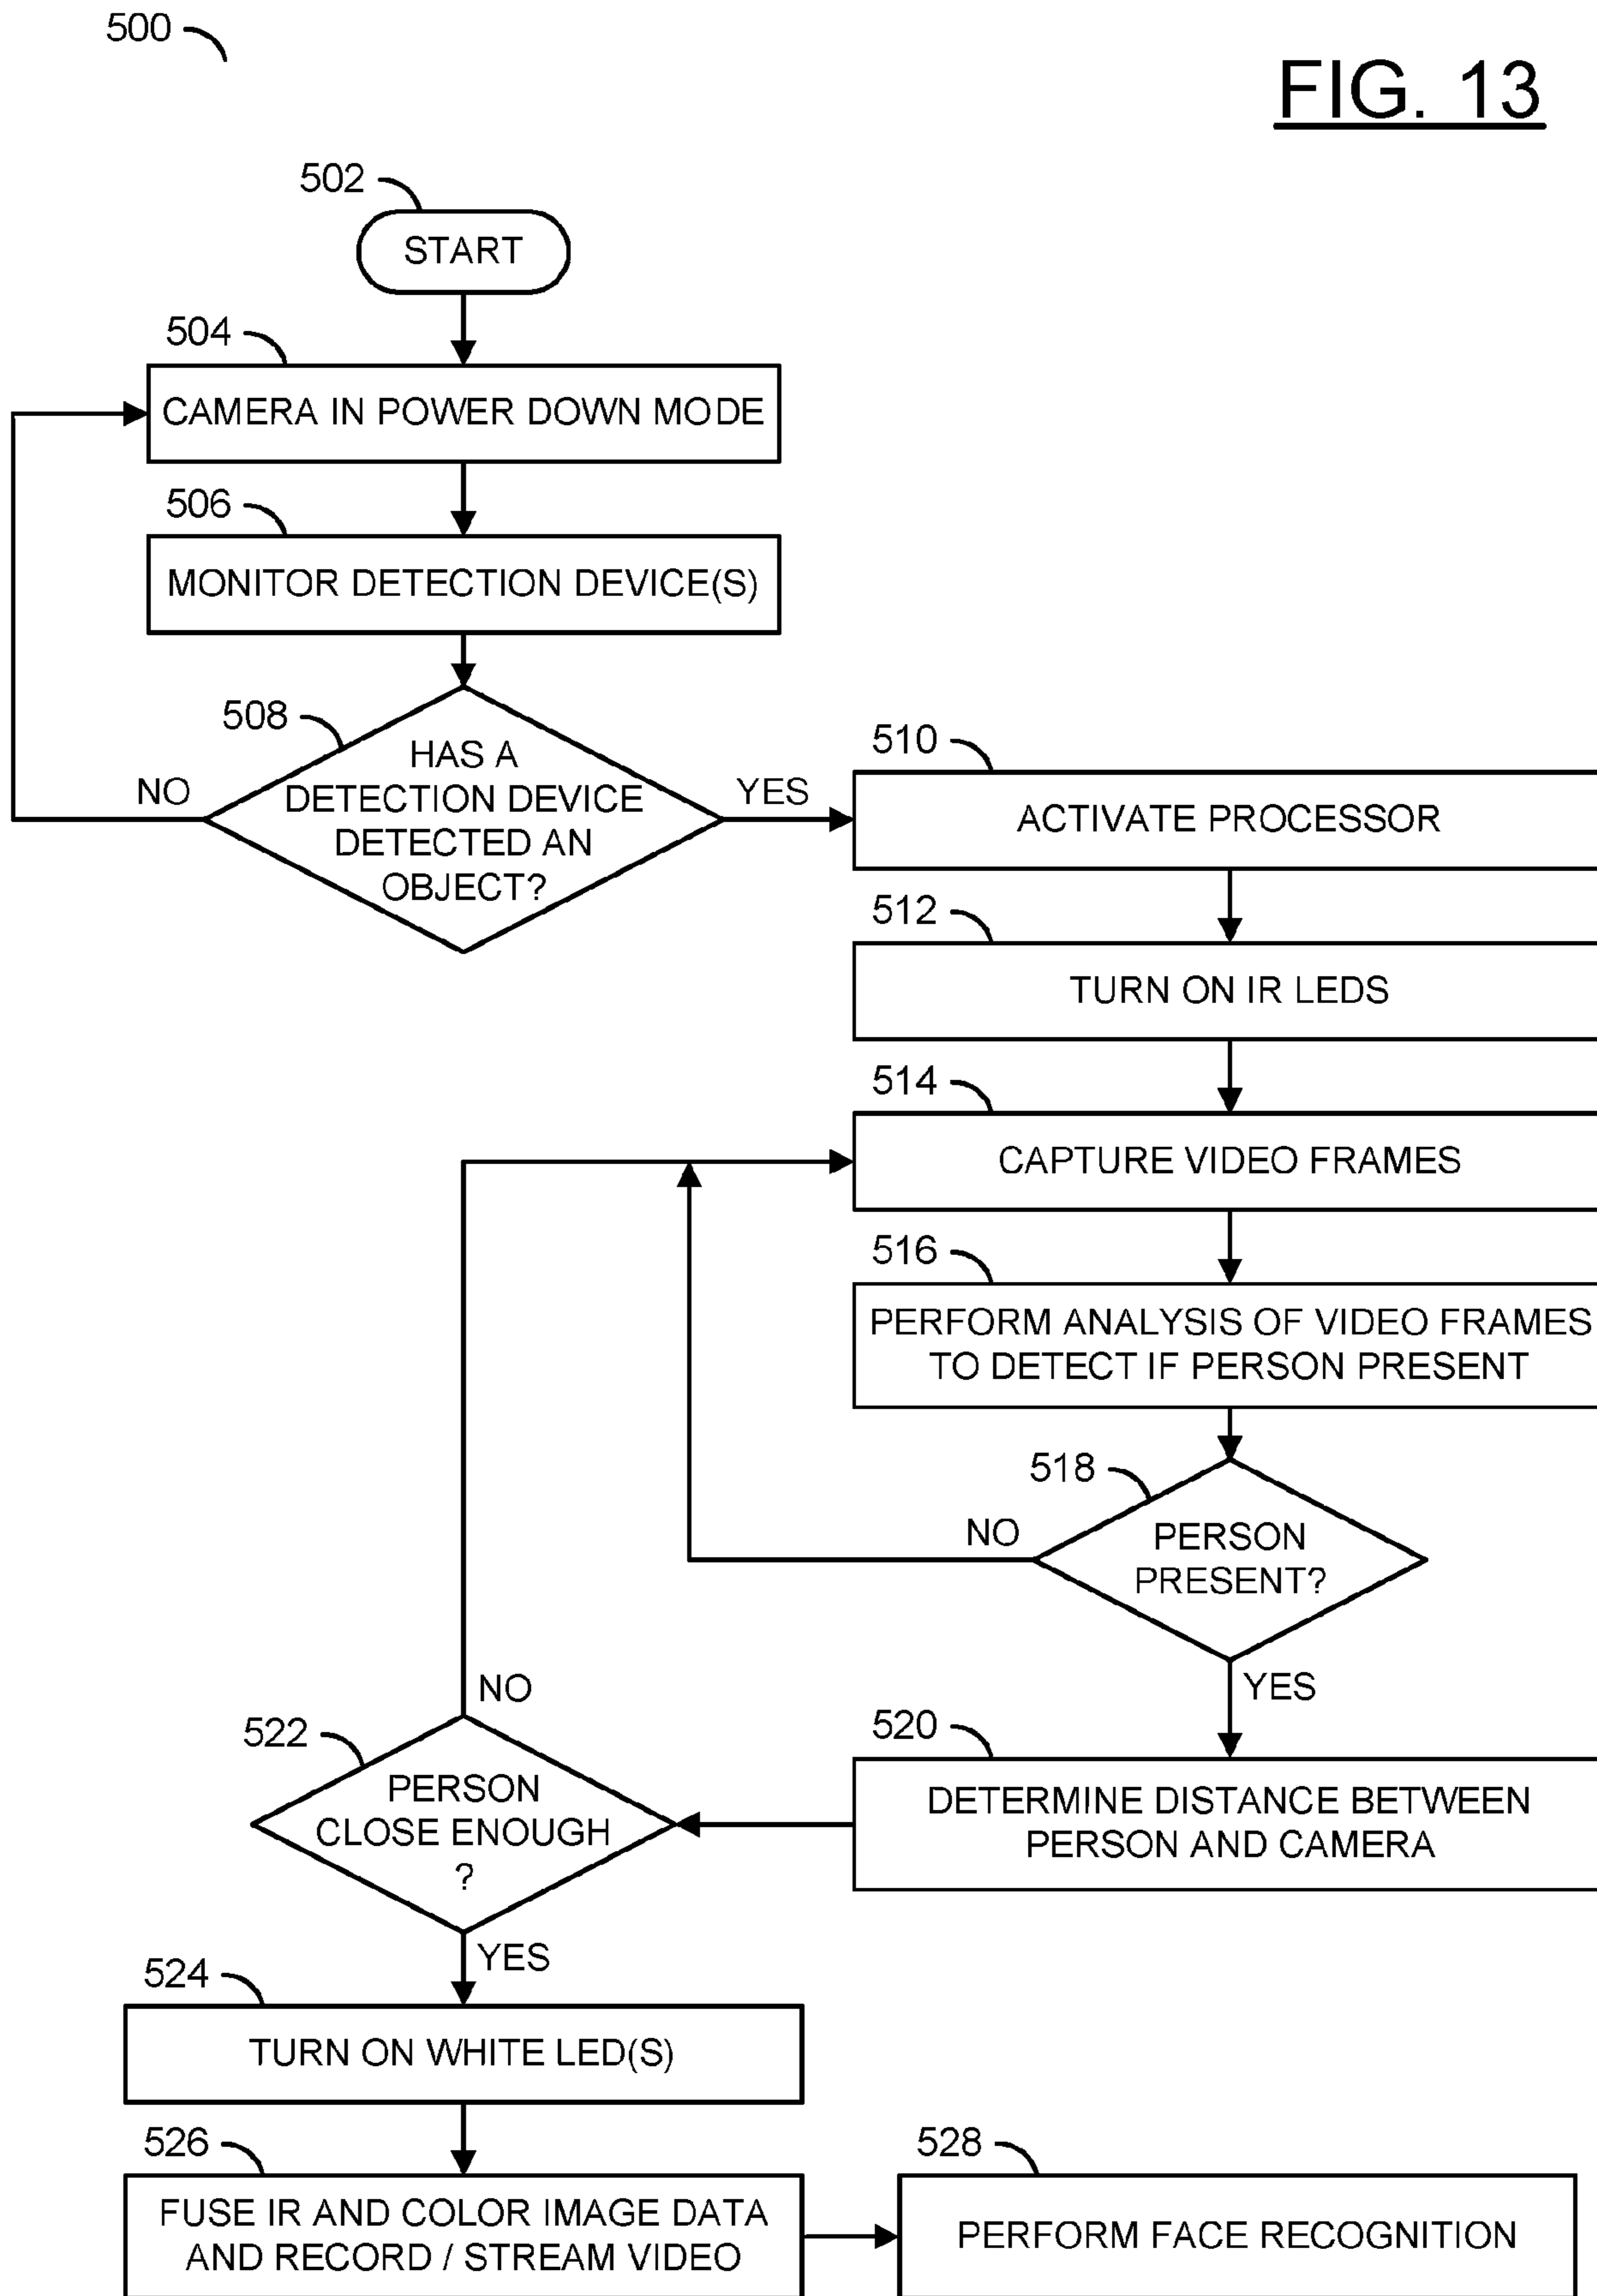 500
FIG. 13
502
START
504
CAMERA IN POWER DOWN MODE
506
MONITOR DETECTION DEVICE(S)
508
HAS A
DETECTION DEVICE
DETECTED AN
OBJECT?
NO
YES
510
ACTIVATE PROCESSOR
512
TURN ON IR LEDS
514
CAPTURE VIDEO FRAMES
516
PERFORM ANALYSIS OF VIDEO FRAMES
TO DETECT IF PERSON PRESENT
518
PERSON
PRESENT?
NO
YES
520
DETERMINE DISTANCE BETWEEN
PERSON AND CAMERA
522
PERSON
CLOSE ENOUGH
?
NO
YES
524
TURN ON WHITE LED(S)
526
FUSE IR AND COLOR IMAGE DATA
AND RECORD / STREAM VIDEO
528
PERFORM FACE RECOGNITION